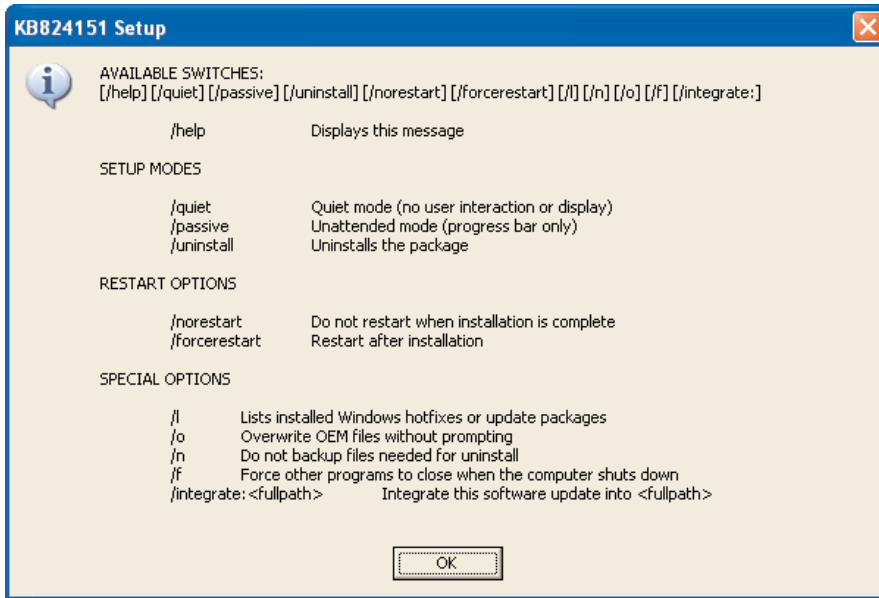 KB824151 Setup
AVAILABLE SWITCHES:
[/help] [/quiet] [/passive] [/uninstall] [/norestart] [/forcerestart] [/l] [/n] [/o] [/f] [/integrate:]
/help Displays this message
SETUP MODES
/quiet Quiet mode (no user interaction or display)
/passive Unattended mode (progress bar only)
/uninstall Uninstalls the package
RESTART OPTIONS
/norestart Do not restart when installation is complete
/forcerestart Restart after installation
SPECIAL OPTIONS
/l Lists installed Windows hotfixes or update packages
/o Overwrite OEM files without prompting
/n Do not backup files needed for uninstall
/f Force other programs to close when the computer shuts down
/integrate:<fullpath> Integrate this software update into <fullpath>
OK